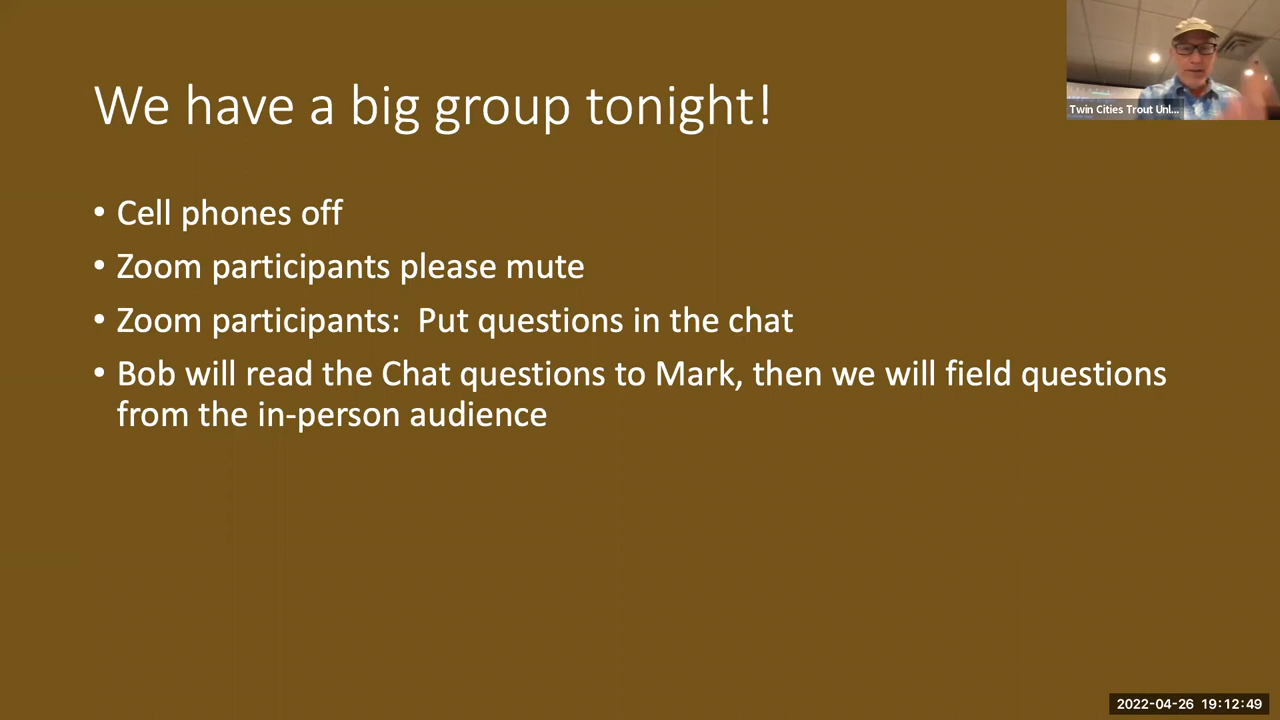 We have a big group tonight!
Twin Cities Trout Unl...
• Cell phones off
• Zoom participants please mute
• Zoom participants:  Put questions in the chat
• Bob will read the Chat questions to Mark, then we will field questions
from the in-person audience
2022-04-26 19:12:49